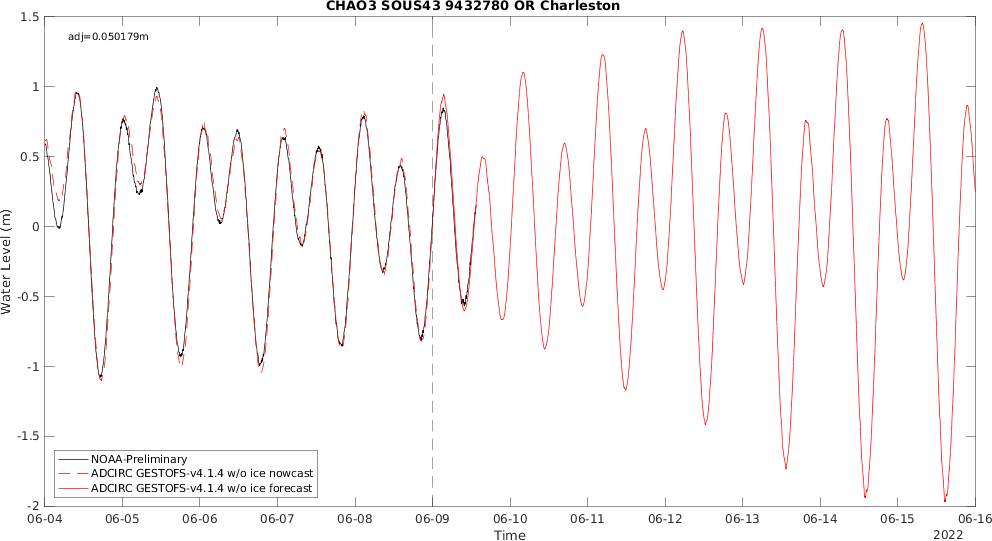 CHAO3 SOUS43 9432780 OR Charleston
adj=0.050179m
1.5
1
0.5
0
-0.5
-1
-1.5
-2
Water Level (m)
NOAA-Preliminary
ADCIRC GESTOFS-v4.1.4 w/o ice nowcast
ADCIRC GESTOFS-v4.1.4 w/o ice forecast
06-04 06-05 06-06 06-07 06-08 06-09 06-10 06-11 06-12 06-13 06-14 06-15 06-16
Time
2022